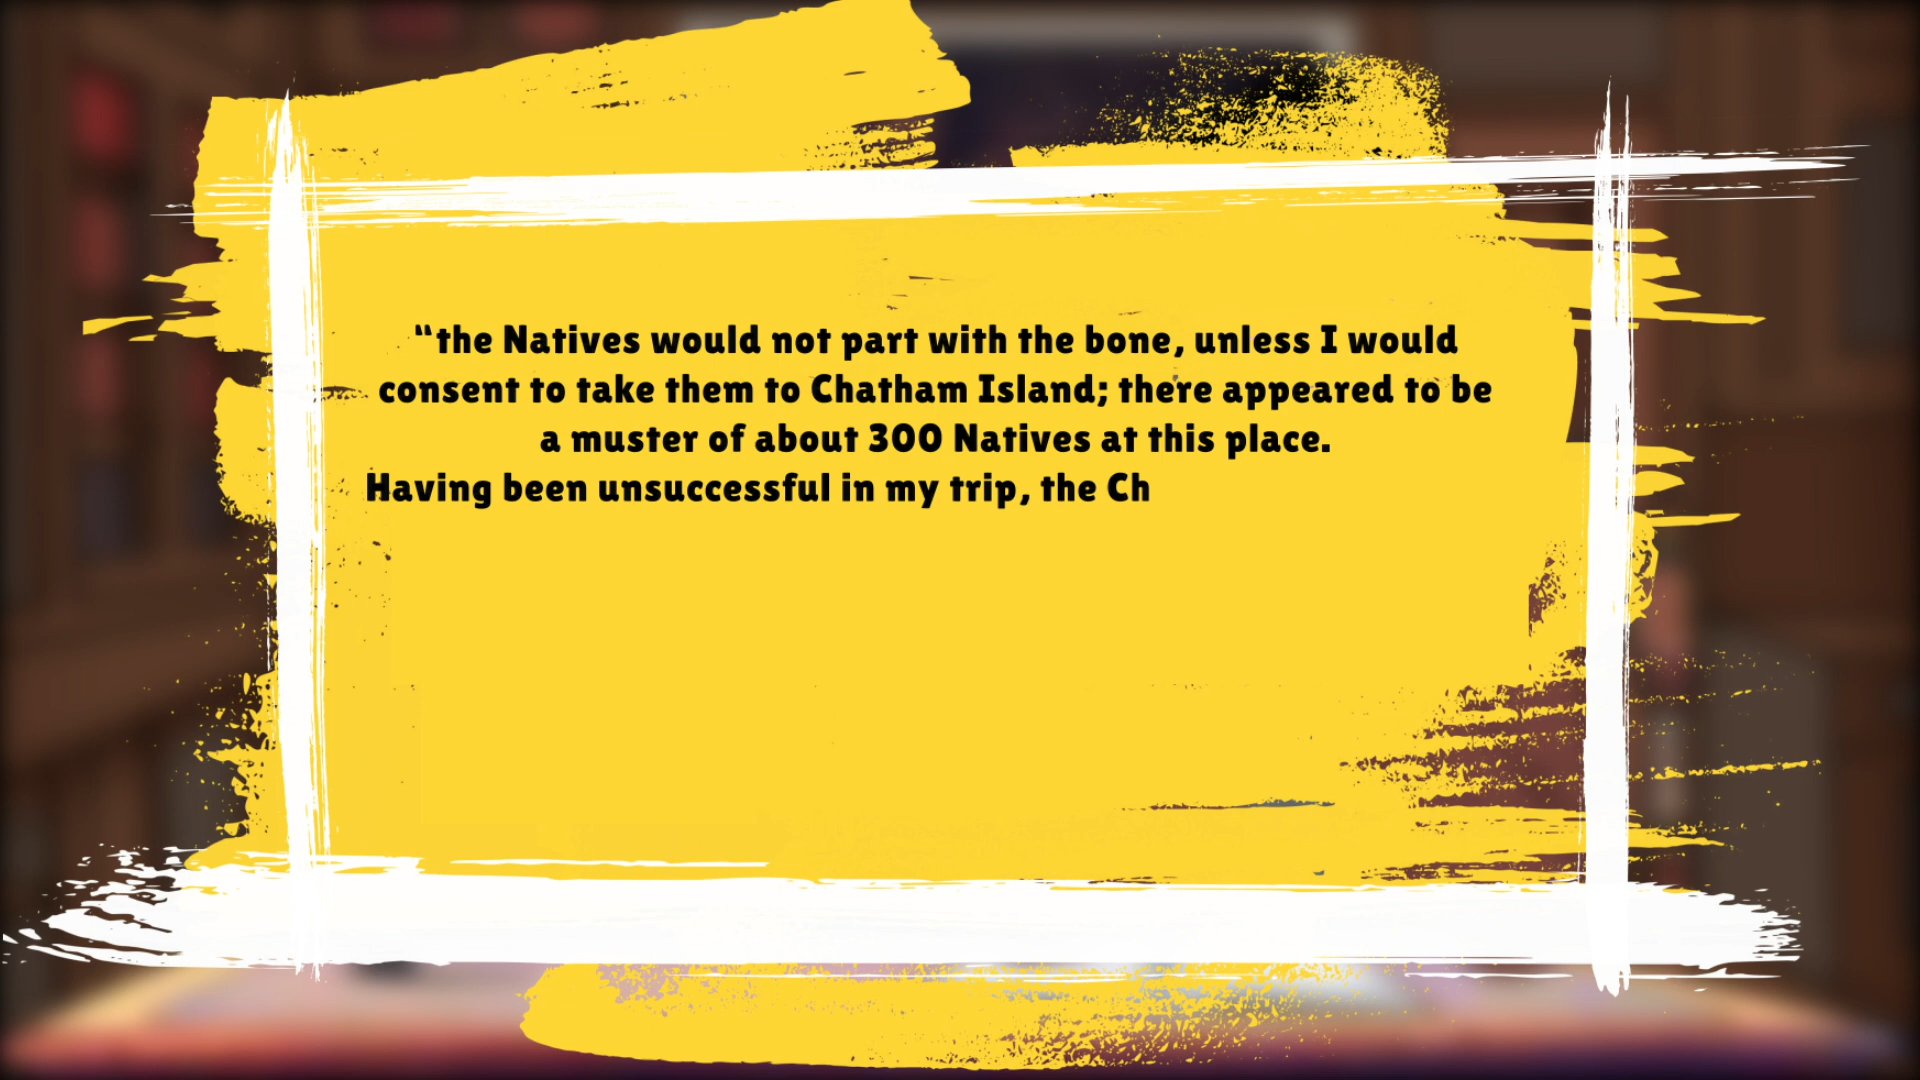 “the Natives would not part with the bone, unless I would
consent to take them to Chatham Island; there appeared to be
a muster of about 300 Natives at this place.
Having been unsuccessful in my trip, the Ch